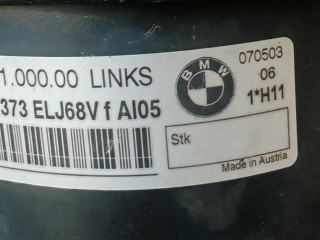 1.000.00 LINKS
373 ELJ68V f AI05
BMW
070503
06
1*H11
Stk
Made in Austria